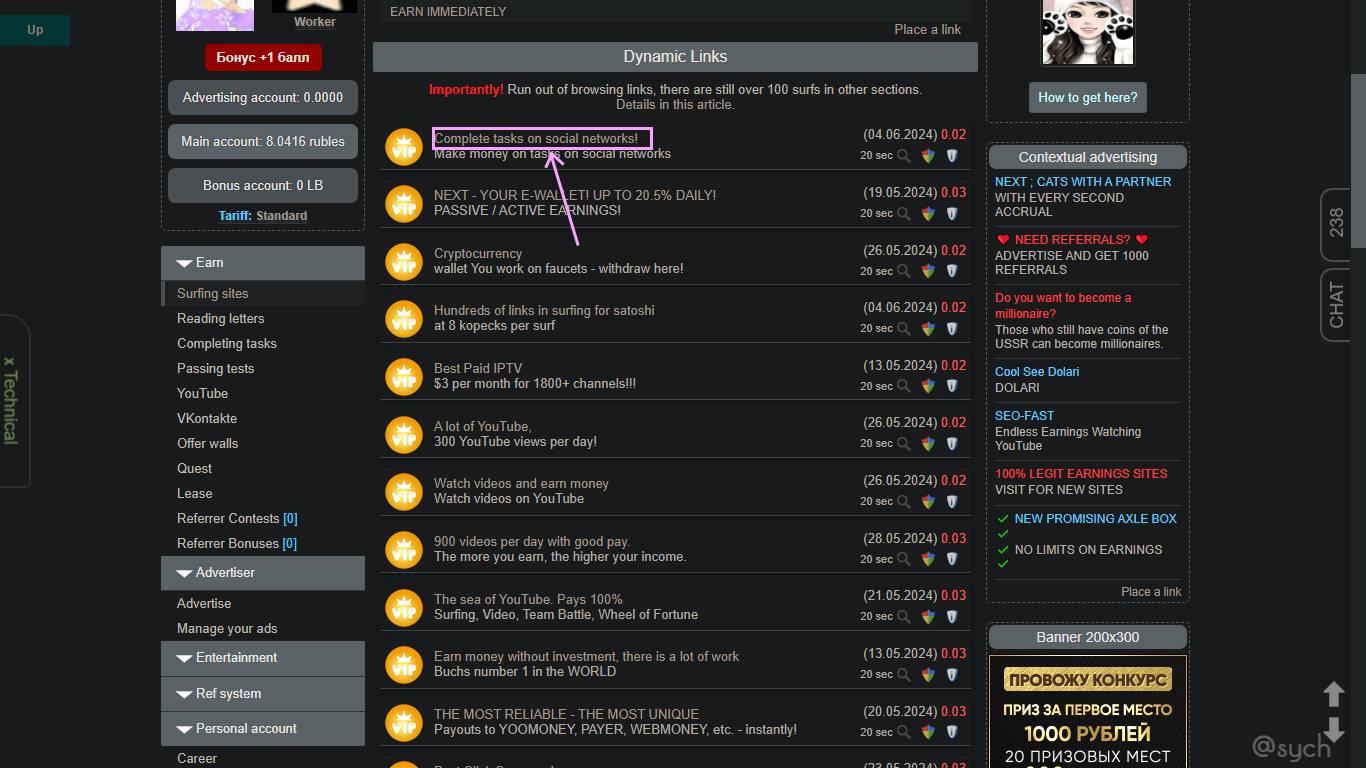 Up
Worker
Бонус +1 балл
Advertising account: 0.0000
Main account: 8.0416 rubles
Bonus account: 0 LB
Tariff: Standard
Earn
Surfing sites
Reading letters
Completing tasks
Passing tests
YouTube
VKontakte
Offer walls
Quest
Lease
Referrer Contests [0]
Referrer Bonuses [0]
Advertiser
Advertise
Manage your ads
Entertainment
Ref system
Personal account
Career
x Technical
EARN IMMEDIATELY
Place a link
Dynamic Links
Importantly! Run out of browsing links, there are still over 100 surfs in other sections.
Details in this article.
VIP
Complete tasks on social networks!
(04.06.2024) 0.02
Make money on tasks on social networks
20 sec
VIP
NEXT - YOUR E-WALLET! UP TO 20.5% DAILY!
(19.05.2024) 0.03
PASSIVE / ACTIVE EARNINGS!
20 sec
VIP
Cryptocurrency
(26.05.2024) 0.02
wallet You work on faucets - withdraw here!
20 sec
VIP
Hundreds of links in surfing for satoshi
(04.06.2024) 0.02
at 8 kopecks per surf
20 sec
VIP
Best Paid IPTV
(13.05.2024) 0.02
$3 per month for 1800+ channels!!!
20 sec
VIP
A lot of YouTube,
(26.05.2024) 0.02
300 YouTube views per day!
20 sec
VIP
Watch videos and earn money
(26.05.2024) 0.02
Watch videos on YouTube
20 sec
VIP
900 videos per day with good pay.
(28.05.2024) 0.03
The more you earn, the higher your income.
20 sec
VIP
The sea of YouTube. Pays 100%
(21.05.2024) 0.03
Surfing, Video, Team Battle, Wheel of Fortune
20 sec
VIP
Earn money without investment, there is a lot of work
(13.05.2024) 0.03
Buchs number 1 in the WORLD
20 sec
VIP
THE MOST RELIABLE - THE MOST UNIQUE
(20.05.2024) 0.03
Payouts to YOOMONEY, PAYER, WEBMONEY, etc. - instantly!
20 sec
How to get here?
Contextual advertising
NEXT ; CATS WITH A PARTNER
WITH EVERY SECOND
ACCRUAL
NEED REFERRALS?
ADVERTISE AND GET 1000
REFERRALS
Do you want to become a
millionaire?
Those who still have coins of the
USSR can become millionaires.
Cool See Dolari
DOLARI
SEO-FAST
Endless Earnings Watching
YouTube
100% LEGIT EARNINGS SITES
VISIT FOR NEW SITES
NEW PROMISING AXLE BOX
NO LIMITS ON EARNINGS
Place a link
Banner 200x300
ПРОВОЖУ КОНКУРС
ПРИЗ ЗА ПЕРВОЕ МЕСТО
1000 РУБЛЕЙ
20 ПРИЗОВЫХ МЕСТ
238
CHAT
@sych